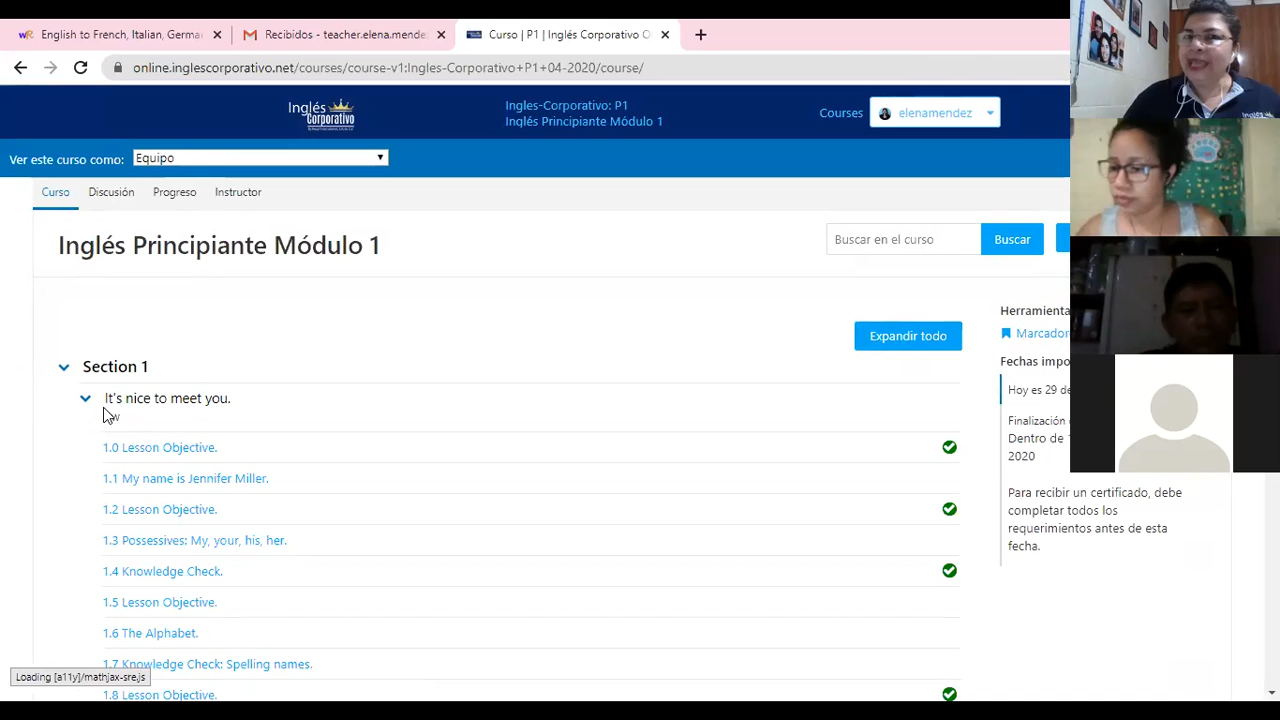 English to French, Italian, Germa
Recibidos - teacher.elena.mende
Curso | P1 | Inglés Corporativo O
online.inglescorporativo.net/courses/course-v1:Ingles-Corporativo+P1+04-2020/course/
Inglés
Corporativo
Ingles-Corporativo: P1
Inglés Principiante Módulo 1
Courses
elenamendez
Ver este curso como:
Equipo
Curso
Discusión
Progreso
Instructor
Inglés Principiante Módulo 1
Buscar en el curso
Buscar
Expandir todo
Herramienta
Marcador
Fechas impo
Hoy es 29 de
Finalización
Dentro de 1
2020
Para recibir un certificado, debe
completar todos los
requerimientos antes de esta
fecha.
Section 1
It's nice to meet you.
1.0 Lesson Objective.
1.1 My name is Jennifer Miller.
1.2 Lesson Objective.
1.3 Possessives: My, your, his, her.
1.4 Knowledge Check.
1.5 Lesson Objective.
1.6 The Alphabet.
1.7 Knowledge Check: Spelling names.
1.8 Lesson Objective.
Loading [a11y]/mathjax-sre.js